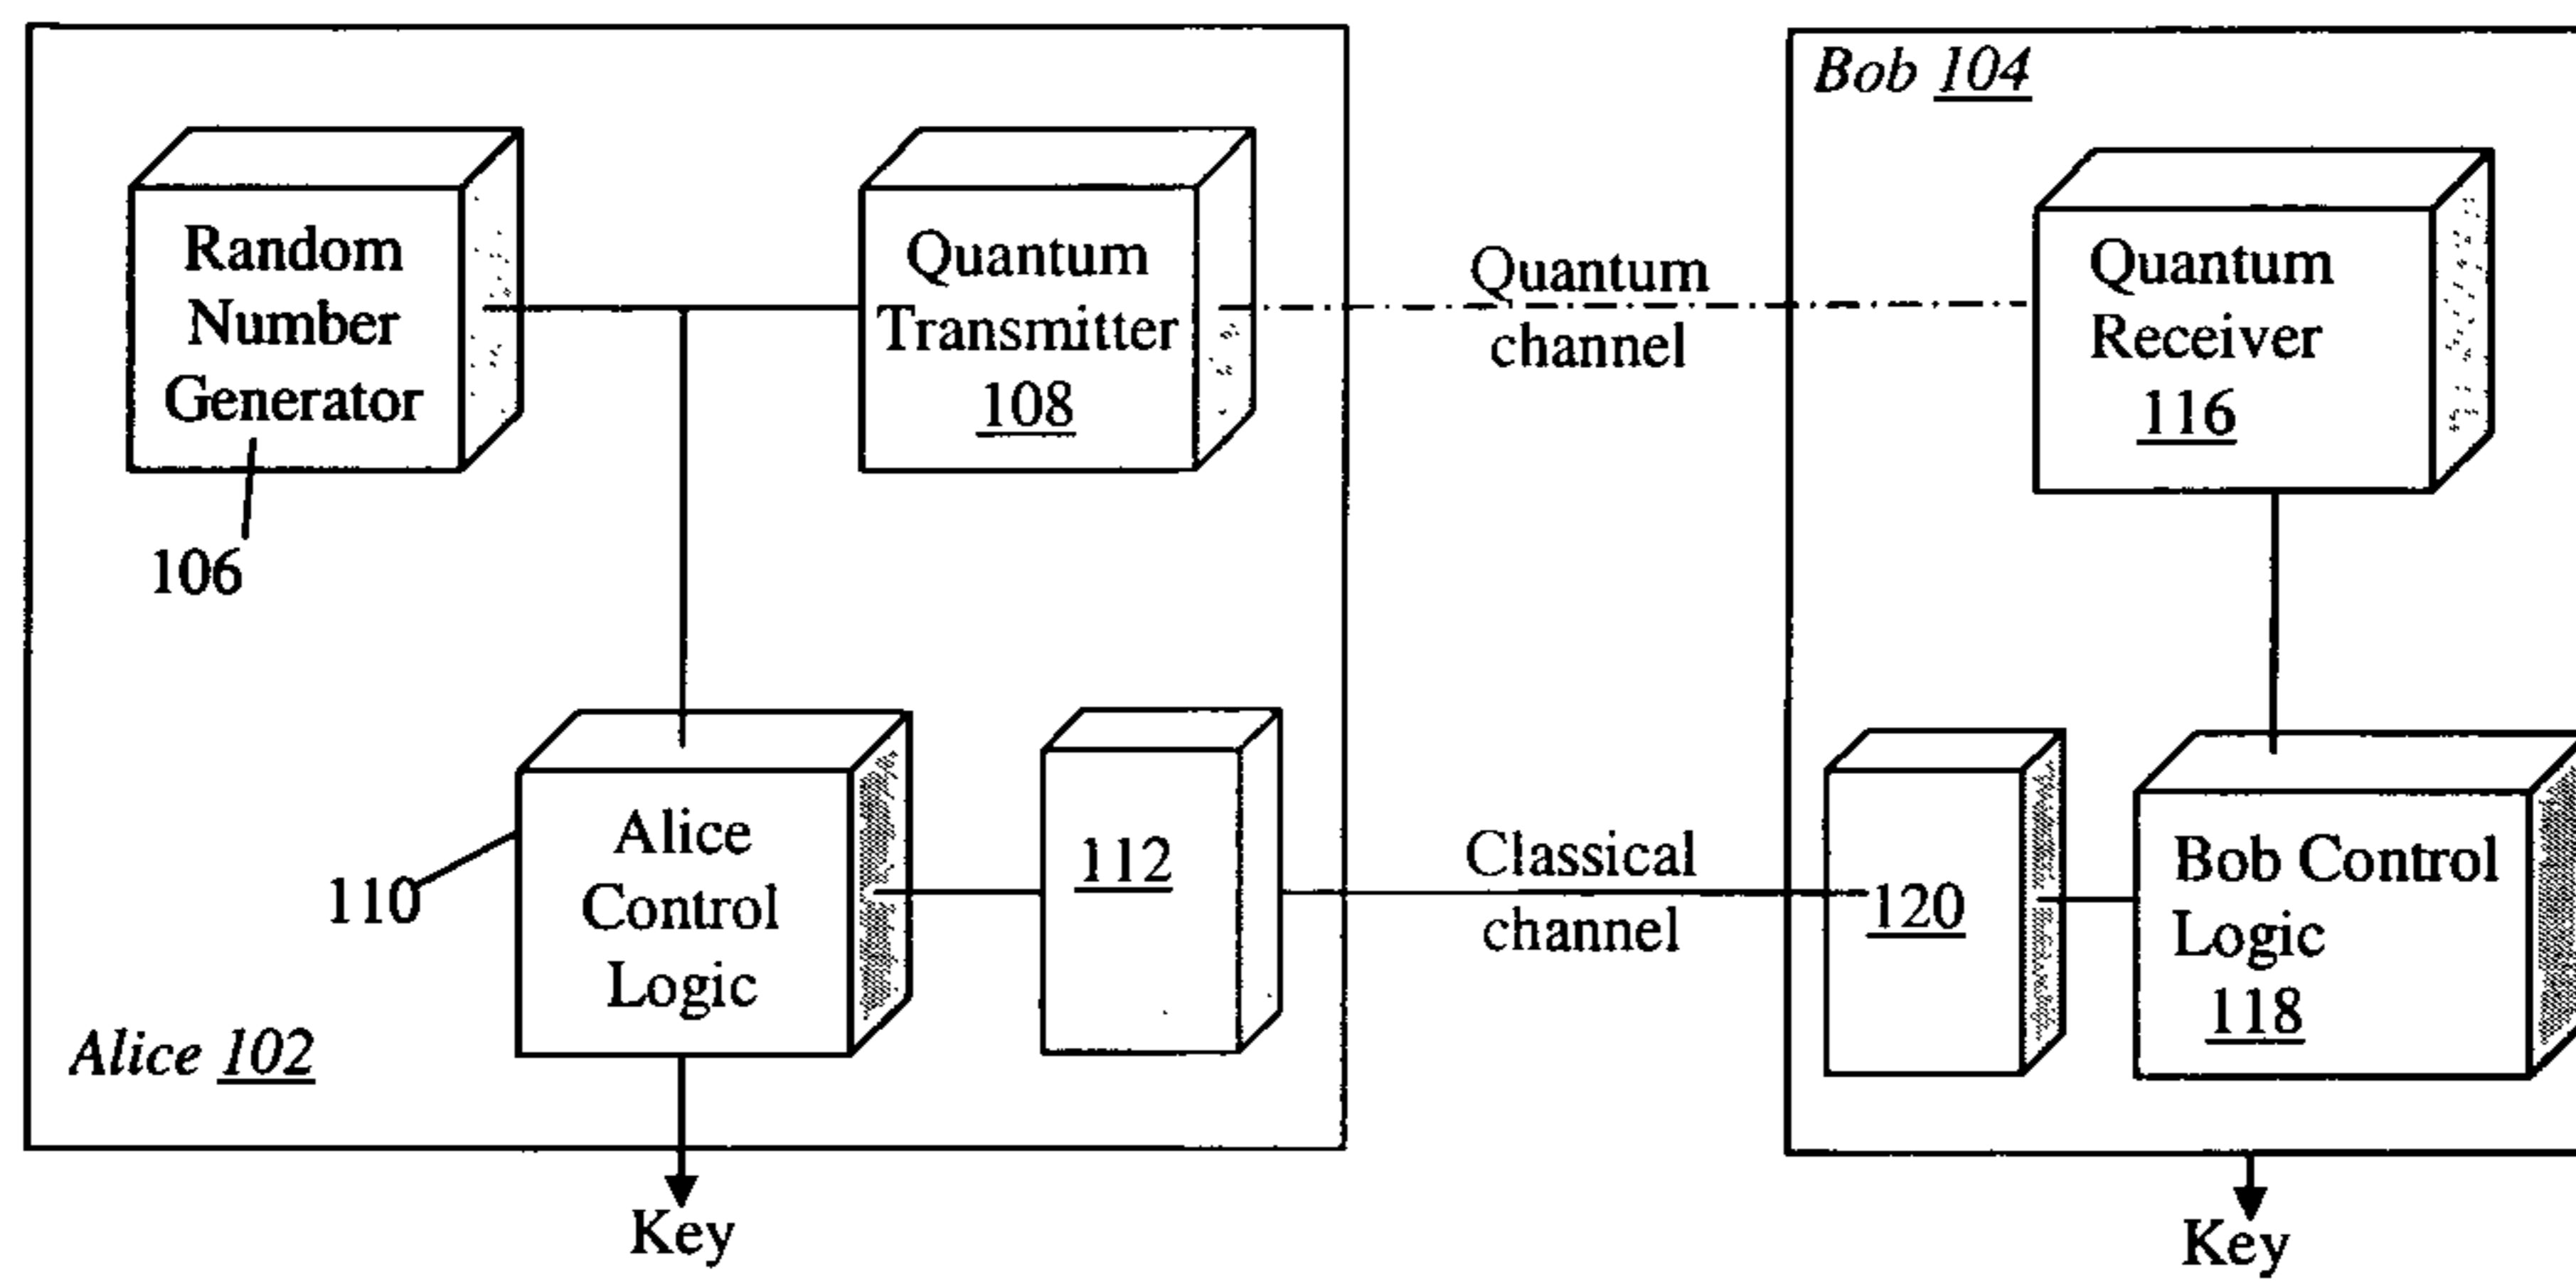 Bob 104
Random
Number
Generator
106
Quantum
Transmitter
108
Quantum
channel
Quantum
Receiver
116
Alice
Control
Logic
110
112
Classical
channel
120
Bob Control
Logic
118
Alice 102
Key
Key